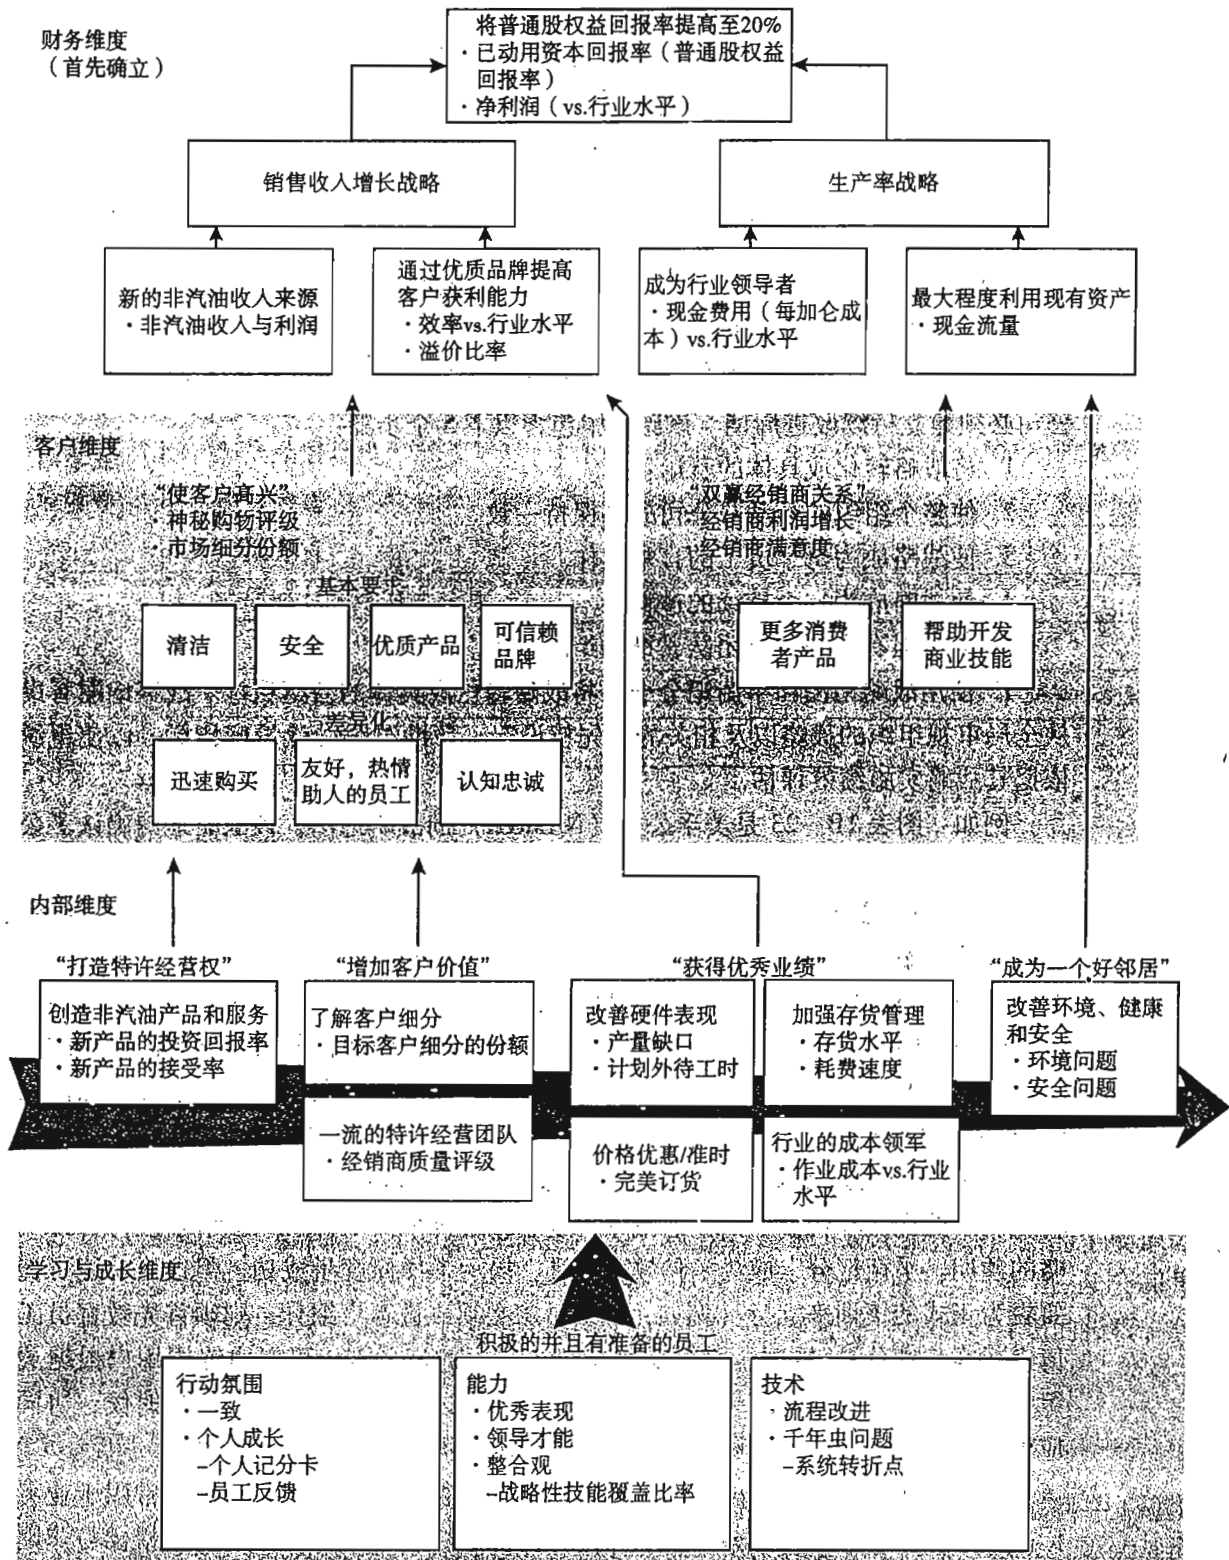 财务维度
（首先确立）
将普通股权益回报率提高至20%
·已动用资本回报率（普通股权益
回报率）
·净利润（vs.行业水平）
销售收入增长战略
生产率战略
新的非汽油收入来源
·非汽油收入与利润
通过优质品牌提高
客户获利能力
·效率vs.行业水平
·溢价比率
成为行业领导者
·现金费用（每加仑成
本）vs.行业水平
最大程度利用现有资产
·现金流量
客户维度
“使客户高兴”
·神秘购物评级
·市场细分份额
“双赢经销商关系”
经销商利润增长
经销商满意度
基本要求
清洁
安全
优质产品
可信赖
品牌
更多消费
者产品
帮助开发
商业技能
差异化
迅速购买
友好，热情
助人的员工
认知忠诚
内部维度
“打造特许经营权”
“增加客户价值”
“获得优秀业绩”
“成为一个好邻居”
创造非汽油产品和服务
·新产品的投资回报率
·新产品的接受率
了解客户细分
·目标客户细分的份额
改善硬件表现
·产量缺口
·计划外待工时
加强存货管理
·存货水平
·耗费速度
改善环境、健康
和安全
·环境问题
·安全问题
一流的特许经营团队
·经销商质量评级
价格优惠/准时
·完美订货
行业的成本领军
·作业成本vs.行业
水平
学习与成长维度
积极的并且有准备的员工
行动氛围
·一致
·个人成长
–个人记分卡
–员工反馈
能力
·优秀表现
·领导才能
·整合观
–战略性技能覆盖比率
技术
·流程改进
·千年虫问题
–系统转折点